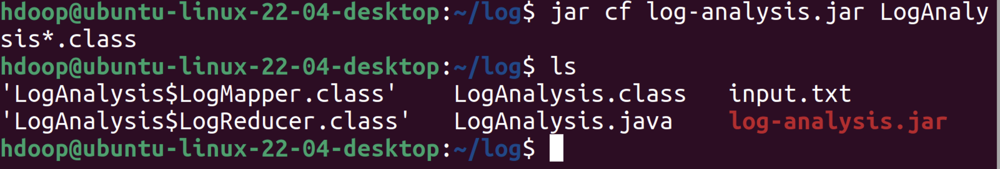 hdoop@ubuntu-linux-22-04-desktop:~/log$ jar cf log-analysis.jar LogAnaly
sis*.class
hdoop@ubuntu-linux-22-04-desktop:~/log$ ls
'LogAnalysis$LogMapper.class'   LogAnalysis.class   input.txt
'LogAnalysis$LogReducer.class'   LogAnalysis.java   log-analysis.jar
hdoop@ubuntu-linux-22-04-desktop:~/log$